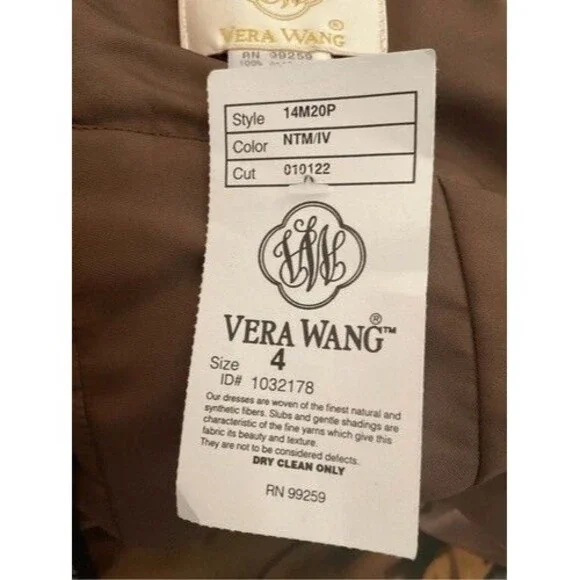 VERA WANG®
RN 99259
100%
Style 14M20P
Color NTM/IV
Cut 010122
VERA WANG®™
Size 4
ID# 1032178
Our dresses are woven of the finest natural and
synthetic fibers. Slubs and gentle shadings are
characteristic of the fine yarns which give this
fabric its beauty and texture.
They are not to be considered defects.
DRY CLEAN ONLY
RN 99259